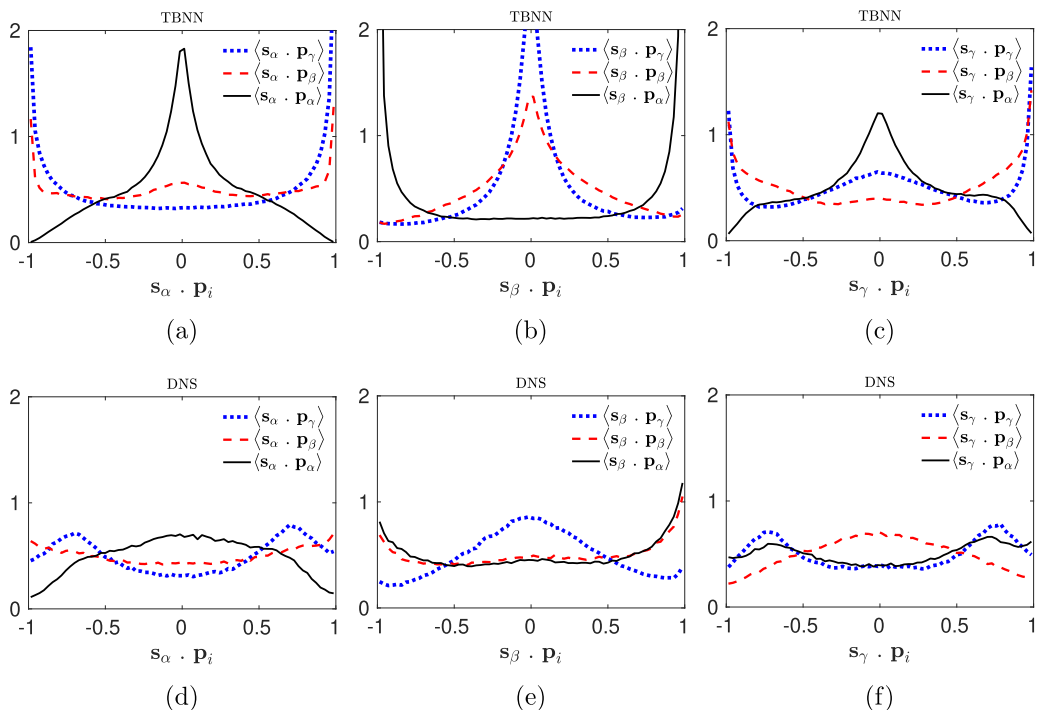 TBNN
2
1
0
-1
-0.5
0
0.5
1
⟨s_α . p_γ⟩
⟨s_α . p_β⟩
⟨s_α . p_α⟩
s_α . p_i
(a)
TBNN
2
1
0
-1
-0.5
0
0.5
1
⟨s_β . p_γ⟩
⟨s_β . p_β⟩
⟨s_β . p_α⟩
s_β . p_i
(b)
TBNN
2
1
0
-1
-0.5
0
0.5
1
⟨s_γ . p_γ⟩
⟨s_γ . p_β⟩
⟨s_γ . p_α⟩
s_γ . p_i
(c)
DNS
2
1
0
-1
-0.5
0
0.5
1
⟨s_α . p_γ⟩
⟨s_α . p_β⟩
⟨s_α . p_α⟩
s_α . p_i
(d)
DNS
2
1
0
-1
-0.5
0
0.5
1
⟨s_β . p_γ⟩
⟨s_β . p_β⟩
⟨s_β . p_α⟩
s_β . p_i
(e)
DNS
2
1
0
-1
-0.5
0
0.5
1
⟨s_γ . p_γ⟩
⟨s_γ . p_β⟩
⟨s_γ . p_α⟩
s_γ . p_i
(f)